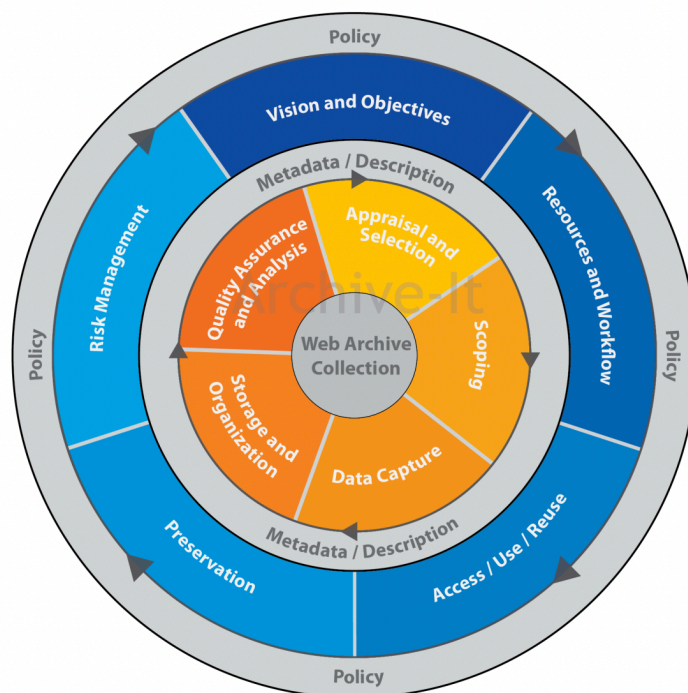 Policy
Vision and Objectives
Metadata / Description
Appraisal and
Selection
Quality Assurance
and Analysis
Resources and Workflow
Risk Management
Archive-It
Web Archive
Collection
Scoping
Policy
Policy
Storage and
Organization
Data Capture
Metadata / Description
Preservation
Access / Use / Reuse
Policy